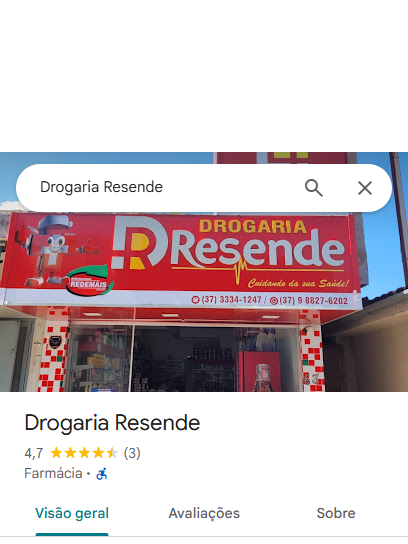 Drogaria Resende
DROGARIA
Resende
REDEMAIS
Cuidando da sua Saúde!
(37) 3334-1247 / (37) 9 8827-6202
Drogaria Resende
4,7 (3)
Farmácia ·
Visão geral Avaliações Sobre